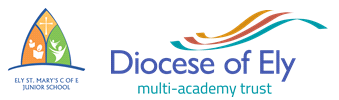 ELY ST. MARY'S C OF E
JUNIOR SCHOOL
Diocese of Ely
multi-academy trust